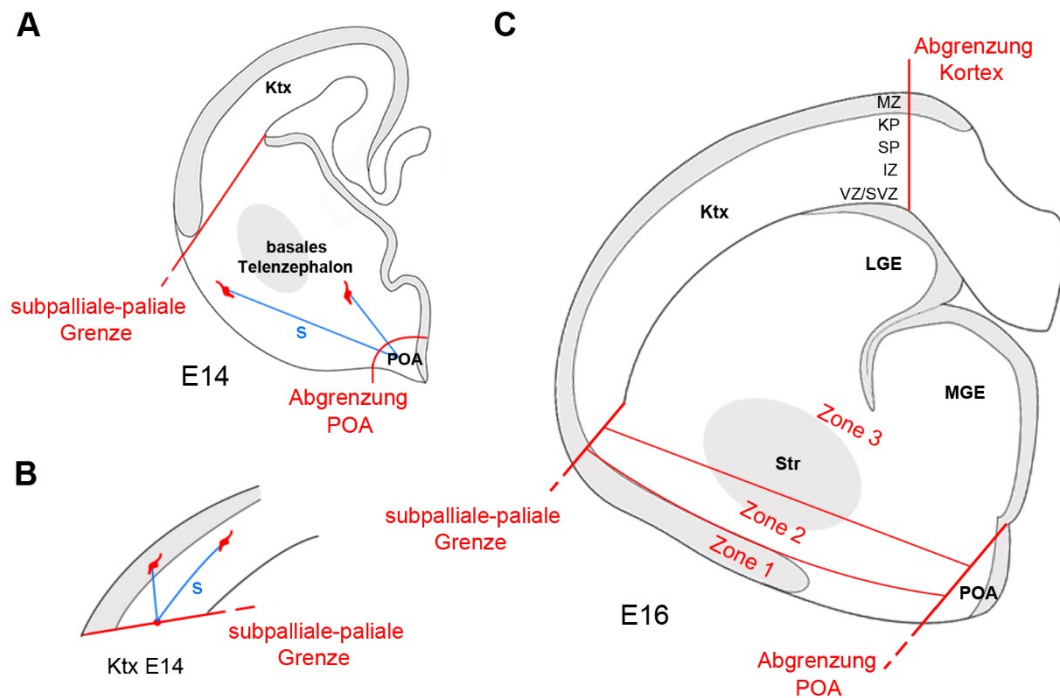 A
Ktx
basales
Telenzephalon
subpalliale-paliale
Grenze
S
POA
E14
Abgrenzung
POA
B
S
subpalliale-paliale
Grenze
Ktx E14
C
Abgrenzung
Kortex
MZ
KP
SP
IZ
VZ/SVZ
Ktx
LGE
MGE
Zone 3
Str
subpalliale-paliale
Grenze
Zone 2
Zone 1
POA
E16
Abgrenzung
POA